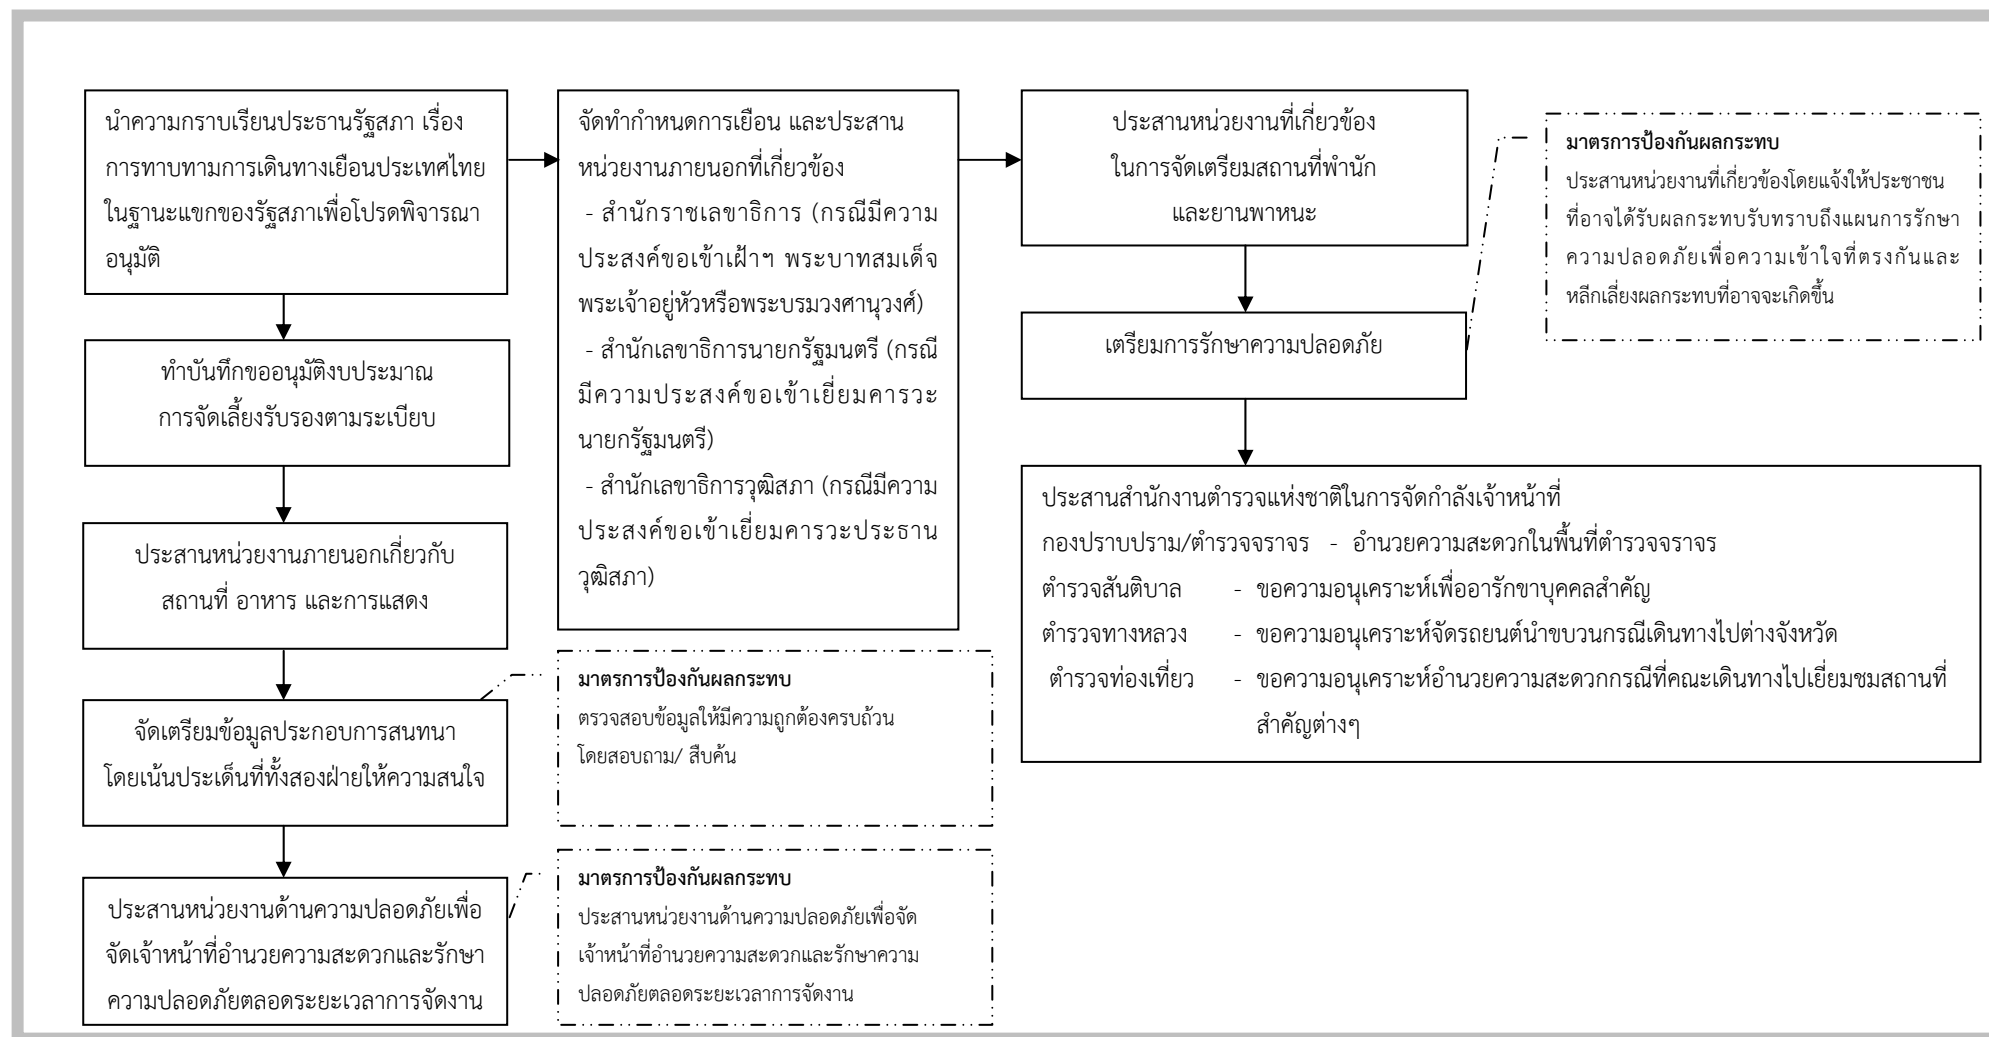 นำความกราบเรียนประธานรัฐสภา เรื่อง
การทาบทามการเดินทางเยือนประเทศไทย
ในฐานะแขกของรัฐสภาเพื่อโปรดพิจารณา
อนุมัติ
ทำบันทึกขออนุมัติงบประมาณ
การจัดเลี้ยงรับรองตามระเบียบ
ประสานหน่วยงานภายนอกเกี่ยวกับ
สถานที่ อาหาร และการแสดง
จัดเตรียมข้อมูลประกอบการสนทนา
โดยเน้นประเด็นที่ทั้งสองฝ่ายให้ความสนใจ
ประสานหน่วยงานด้านความปลอดภัยเพื่อ
จัดเจ้าหน้าที่อำนวยความสะดวกและรักษา
ความปลอดภัยตลอดระยะเวลาการจัดงาน
จัดทำกำหนดการเยือน และประสาน
หน่วยงานภายนอกที่เกี่ยวข้อง
- สำนักราชเลขาธิการ (กรณีมีความ
ประสงค์ขอเข้าเฝ้าฯ พระบาทสมเด็จ
พระเจ้าอยู่หัวหรือพระบรมวงศานุวงศ์)
- สำนักเลขาธิการนายกรัฐมนตรี (กรณี
มีความประสงค์ขอเข้าเยี่ยมคารวะ
นายกรัฐมนตรี)
- สำนักเลขาธิการวุฒิสภา (กรณีมีความ
ประสงค์ขอเข้าเยี่ยมคารวะประธาน
วุฒิสภา)
มาตรการป้องกันผลกระทบ
ตรวจสอบข้อมูลให้มีความถูกต้องครบถ้วน
โดยสอบถาม/ สืบค้น
มาตรการป้องกันผลกระทบ
ประสานหน่วยงานด้านความปลอดภัยเพื่อจัด
เจ้าหน้าที่อำนวยความสะดวกและรักษาความ
ปลอดภัยตลอดระยะเวลาการจัดงาน
ประสานหน่วยงานที่เกี่ยวข้อง
ในการจัดเตรียมสถานที่พำนัก
และยานพาหนะ
เตรียมการรักษาความปลอดภัย
มาตรการป้องกันผลกระทบ
ประสานหน่วยงานที่เกี่ยวข้องโดยแจ้งให้ประชาชน
ที่อาจได้รับผลกระทบรับทราบถึงแผนการรักษา
ความปลอดภัยเพื่อความเข้าใจที่ตรงกันและ
หลีกเลี่ยงผลกระทบที่อาจจะเกิดขึ้น
ประสานสำนักงานตำรวจแห่งชาติในการจัดกำลังเจ้าหน้าที่
กองปราบปราม/ตำรวจจราจร - อำนวยความสะดวกในพื้นที่ตำรวจจราจร
ตำรวจสันติบาล - ขอความอนุเคราะห์เพื่ออารักขาบุคคลสำคัญ
ตำรวจทางหลวง - ขอความอนุเคราะห์จัดรถยนต์นำขบวนกรณีเดินทางไปต่างจังหวัด
ตำรวจท่องเที่ยว - ขอความอนุเคราะห์อำนวยความสะดวกกรณีที่คณะเดินทางไปเยี่ยมชมสถานที่
สำคัญต่างๆ